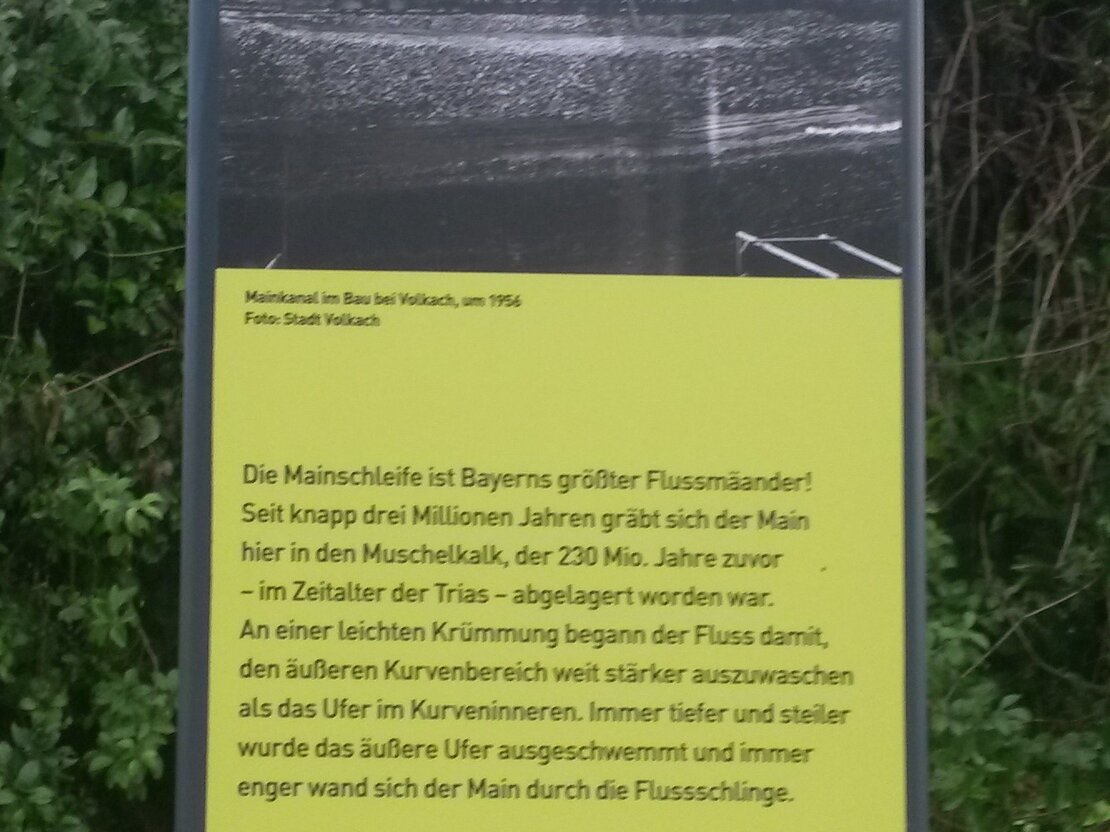 Mainkanal im Bau bei Volkach, um 1956
Foto: Stadt Volkach
Die Mainschleife ist Bayerns größter Flussmäander!
Seit knapp drei Millionen Jahren gräbt sich der Main
hier in den Muschelkalk, der 230 Mio. Jahre zuvor
– im Zeitalter der Trias – abgelagert worden war.
An einer leichten Krümmung begann der Fluss damit,
den äußeren Kurvenbereich weit stärker auszuwaschen
als das Ufer im Kurveninneren. Immer tiefer und steiler
wurde das äußere Ufer ausgeschwemmt und immer
enger wand sich der Main durch die Flussschlinge.